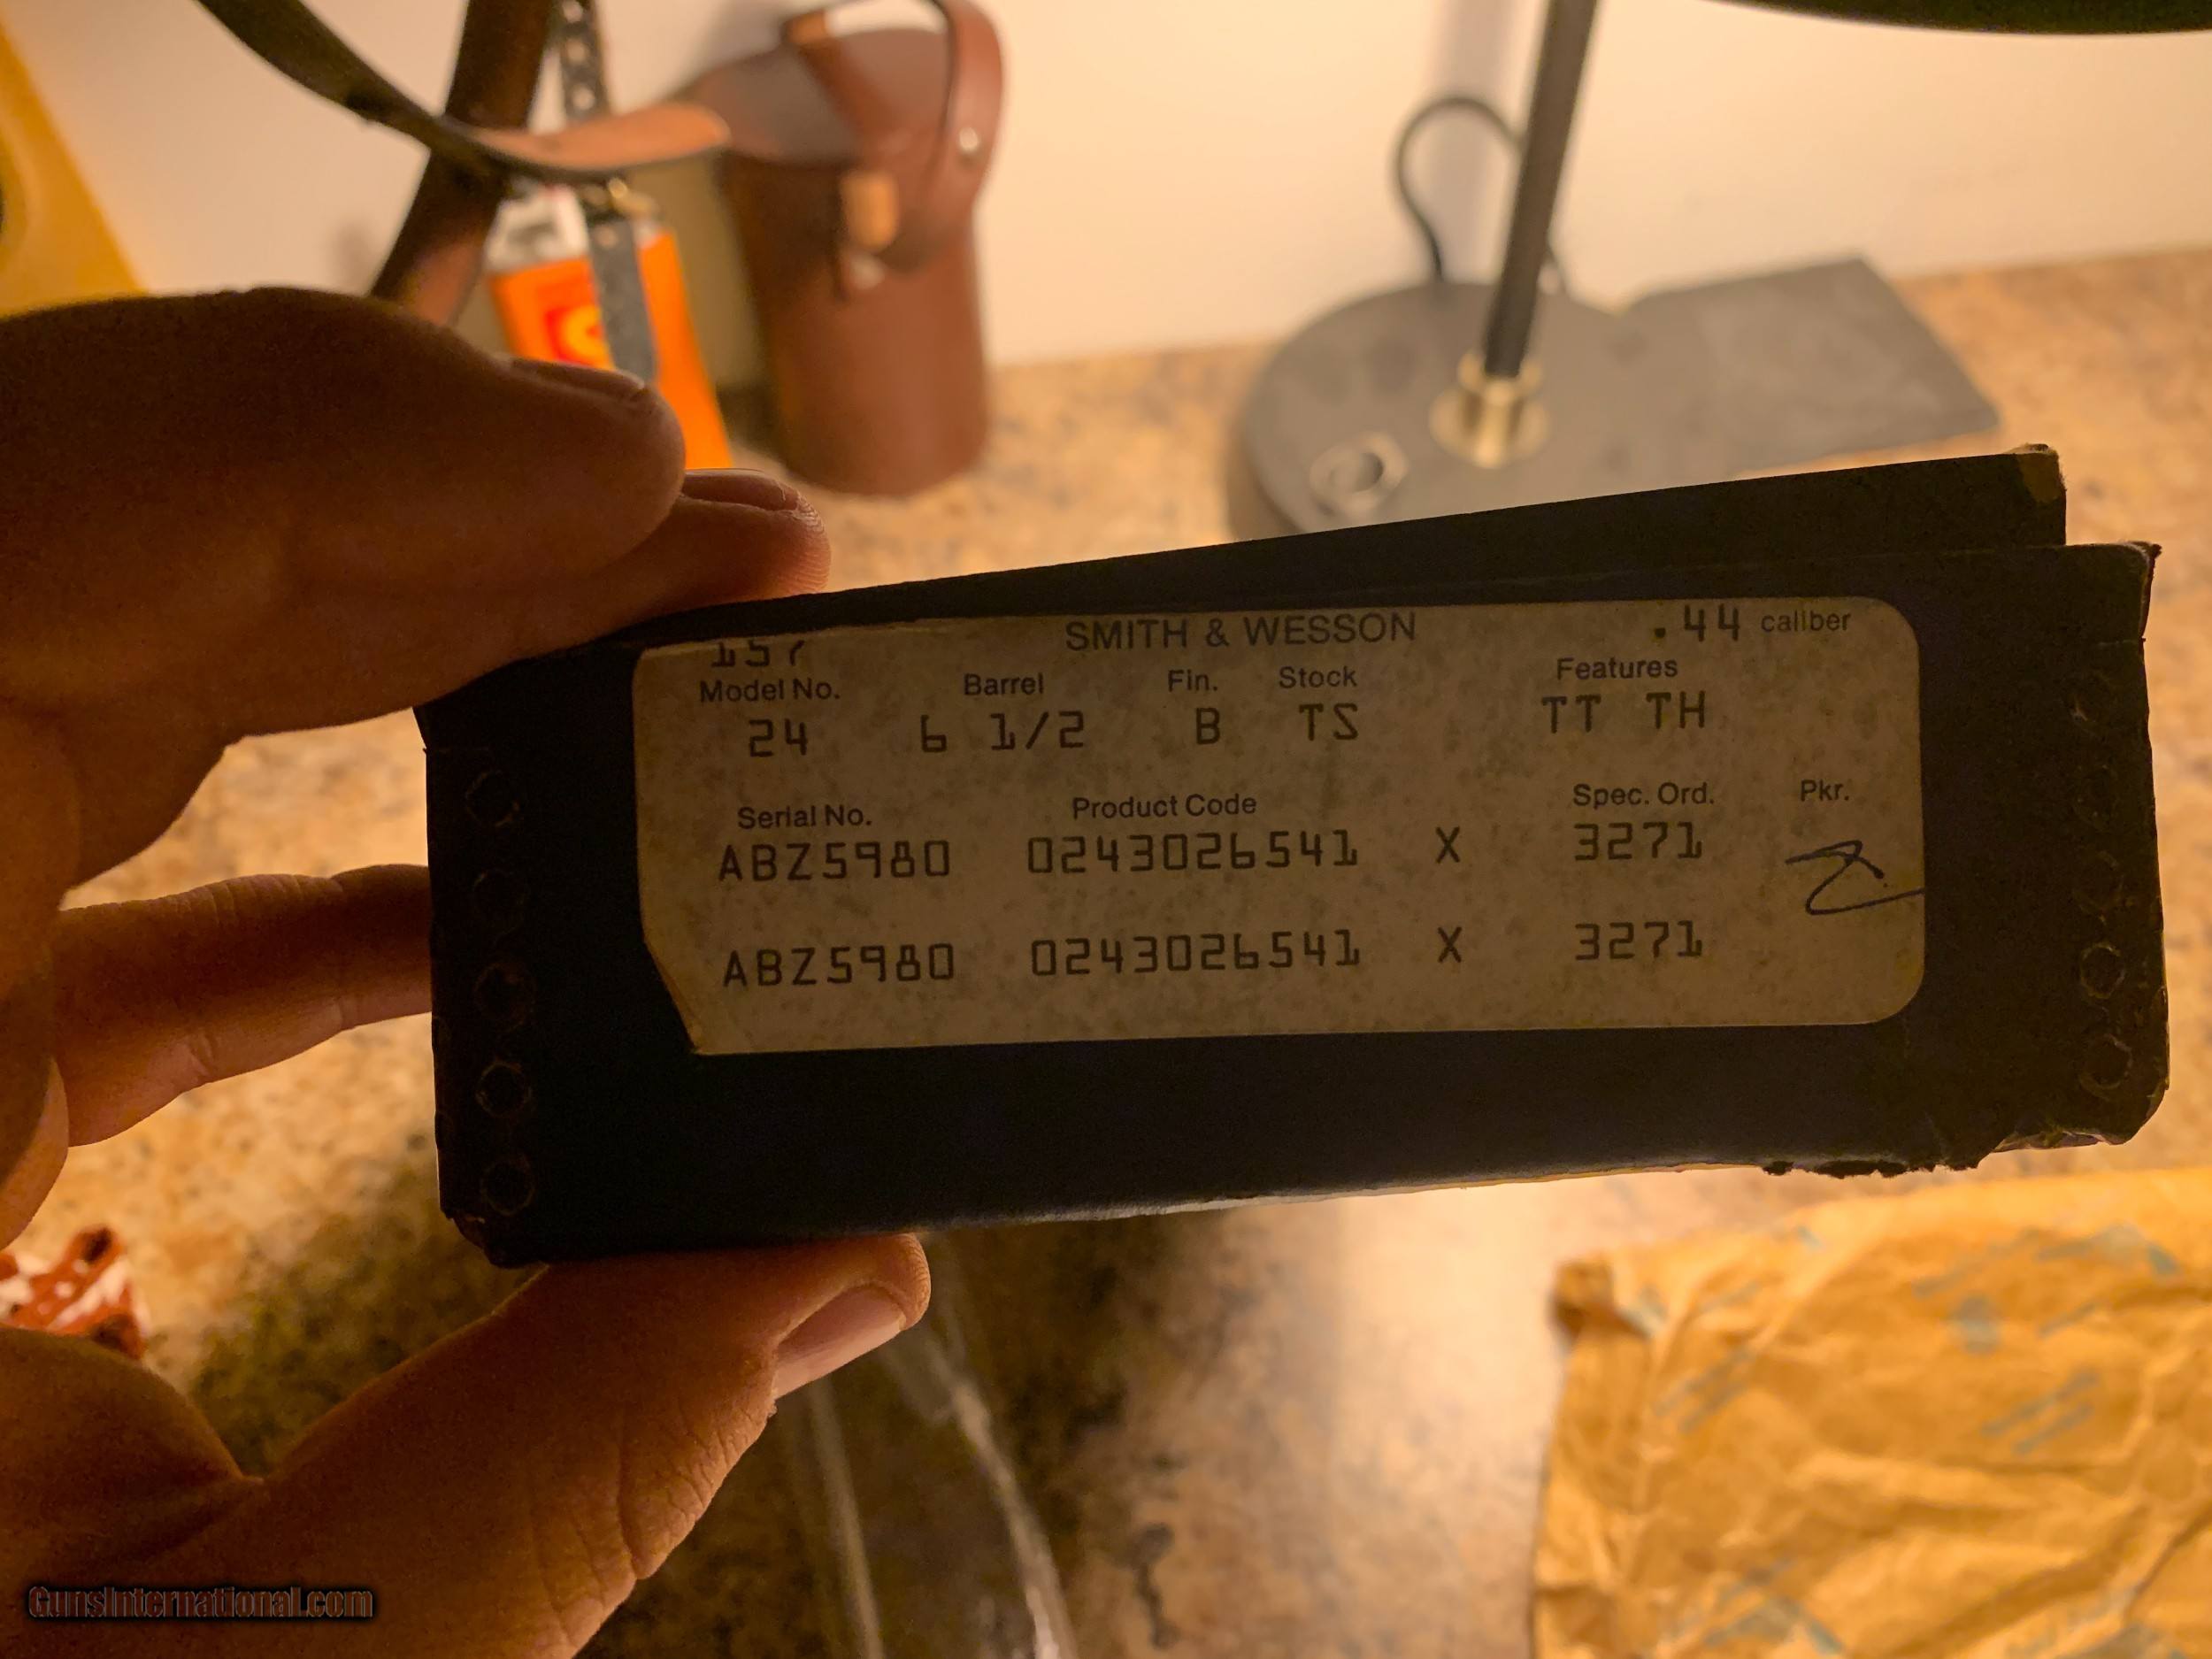 157 SMITH & WESSON .44 caliber
Model No. Barrel Fin. Stock Features
24 6 1/2 B TS TT TH
Serial No. Product Code Spec. Ord. Pkr.
ABZ5980 0243026541 X 3271
ABZ5980 0243026541 X 3271
GunsInternational.com